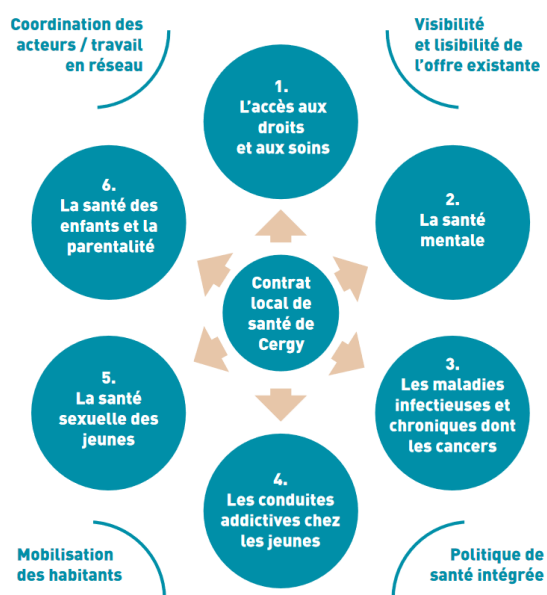 Coordination des
acteurs / travail
en réseau
Visibilité
et lisibilité de
l'offre existante
1.
L'accès aux
droits
et aux soins
6.
La santé des
enfants et la
parentalité
2.
La santé
mentale
Contrat
local de
santé de
Cergy
5.
La santé
sexuelle des
jeunes
3.
Les maladies
infectieuses et
chroniques dont
les cancers
4.
Les conduites
addictives chez
les jeunes
Mobilisation
des habitants
Politique de
santé intégrée